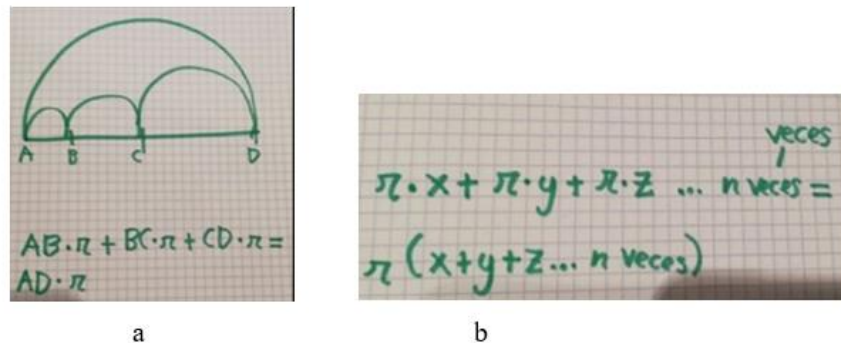 A B C D
AB·π + BC·π + CD·π =
AD·π
a
veces
π·x + π·y + π·z ... n veces =
π (x+y+z... n veces)
b